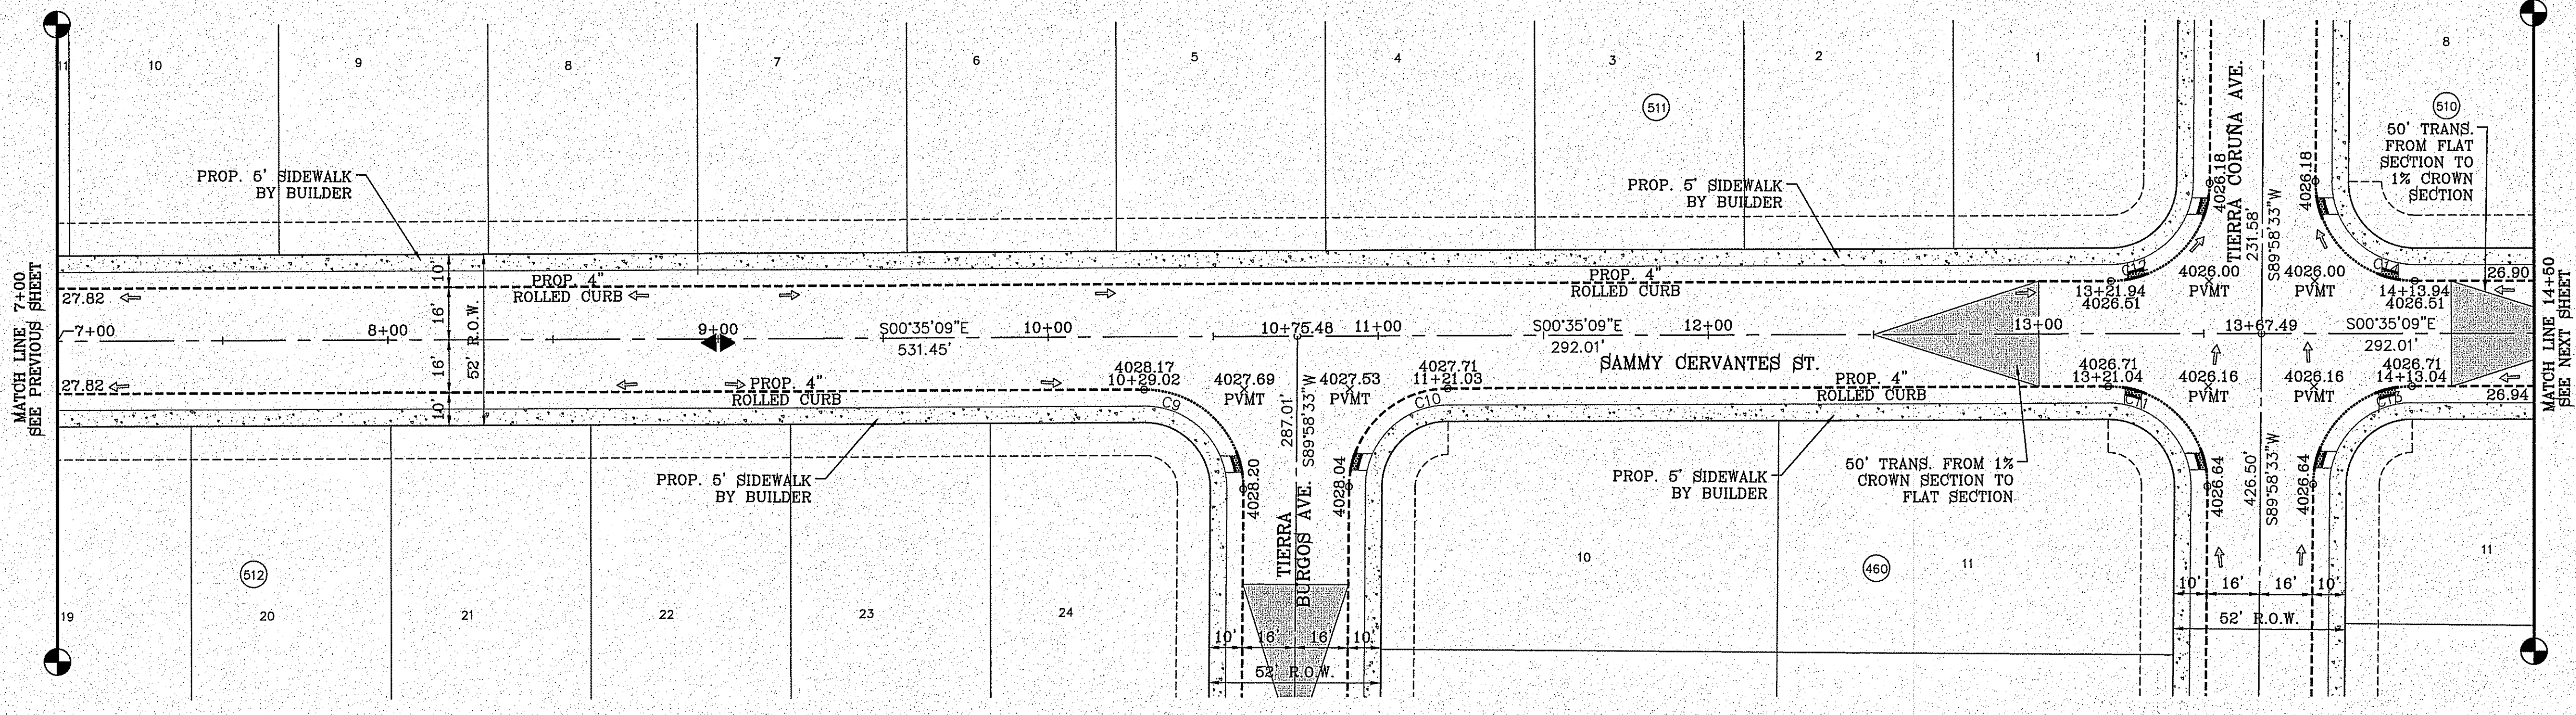 11
10
9
8
7
6
5
4
3
2
1
8
511
510
PROP. 5' SIDEWALK
BY BUILDER
PROP. 5' SIDEWALK
BY BUILDER
TIERRA CORUÑA AVE.
231.58'
S89°58'33"W
4026.18
4026.18
50' TRANS.
FROM FLAT
SECTION TO
1% CROWN
SECTION
MATCH LINE 7+00
SEE PREVIOUS SHEET
27.82
10'
16'
16'
10'
52' R.O.W.
PROP. 4"
ROLLED CURB
PROP. 4"
ROLLED CURB
C12
C14
4026.00
PVMT
4026.00
PVMT
26.90
13+21.94
4026.51
14+13.94
4026.51
7+00
8+00
9+00
S00°35'09"E
531.45'
10+00
10+75.48
11+00
S00°35'09"E
292.01'
12+00
13+00
13+67.49
S00°35'09"E
292.01'
SAMMY CERVANTES ST.
MATCH LINE 14+50
SEE NEXT SHEET
27.82
PROP. 4"
ROLLED CURB
4028.17
10+29.02
C9
4027.69
PVMT
4027.53
PVMT
4027.71
11+21.03
C10
PROP. 4"
ROLLED CURB
4026.71
13+21.04
C11
4026.16
PVMT
4026.16
PVMT
4026.71
14+13.04
C13
26.94
287.01'
S89°58'33"W
4028.20
4028.04
TIERRA
BURGOS AVE.
PROP. 5' SIDEWALK
BY BUILDER
PROP. 5' SIDEWALK
BY BUILDER
50' TRANS. FROM 1%
CROWN SECTION TO
FLAT SECTION
4026.64
426.50'
S89°58'33"W
4026.64
512
460
10
11
11
19
20
21
22
23
24
10'
16'
16'
10'
52' R.O.W.
10'
16'
16'
10'
52' R.O.W.